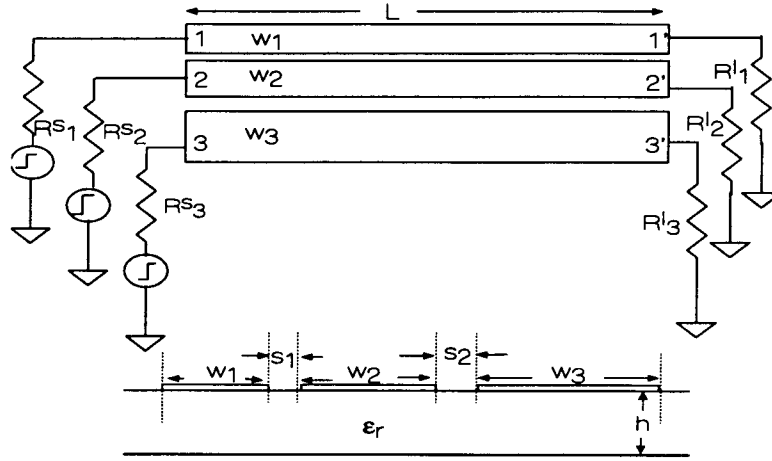 L
1 w1 1'
2 w2 2'
3 w3 3'
Rs1
Rs2
Rs3
Rl1
Rl2
Rl3
w1 s1 w2 s2 w3
εr
h